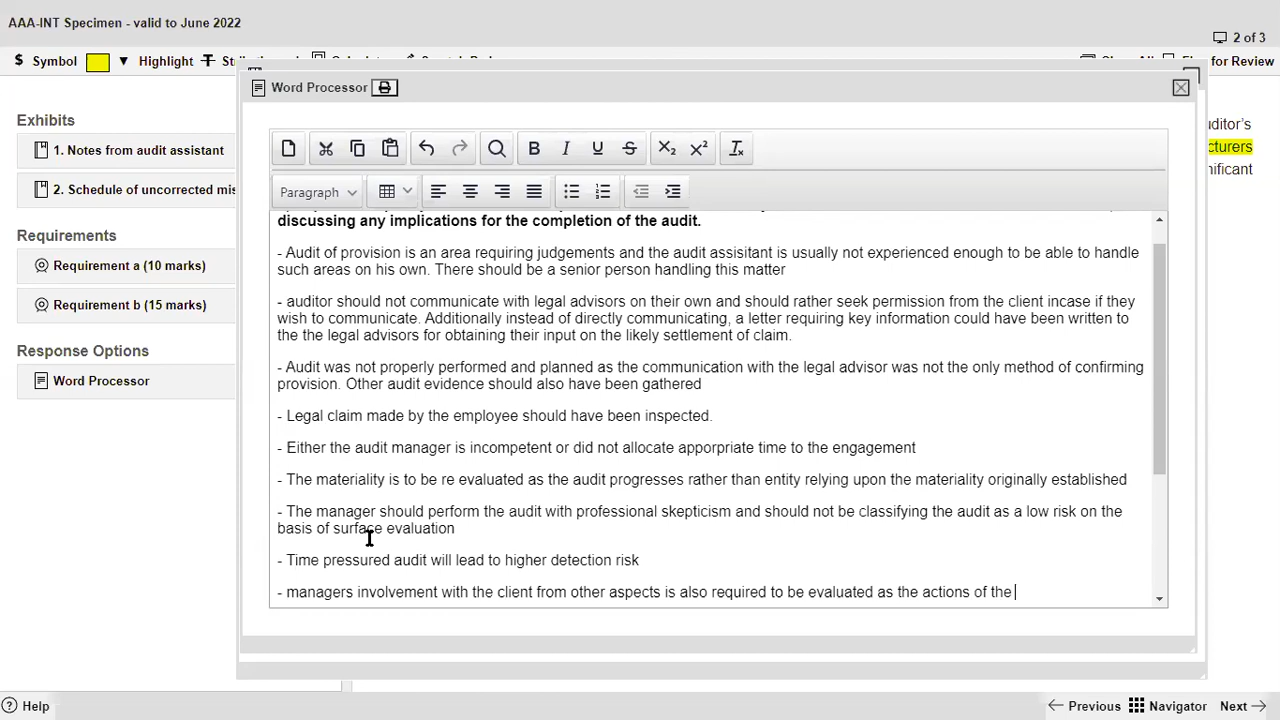 AAA-INT Specimen - valid to June 2022
2 of 3
$ Symbol Highlight
for Review
Word Processor
Exhibits
1. Notes from audit assistant
2. Schedule of uncorrected mis
Requirements
Requirement a (10 marks)
Requirement b (15 marks)
Response Options
Word Processor
Paragraph
discussing any implications for the completion of the audit.
- Audit of provision is an area requiring judgements and the audit assisitant is usually not experienced enough to be able to handle
such areas on his own. There should be a senior person handling this matter
- auditor should not communicate with legal advisors on their own and should rather seek permission from the client incase if they
wish to communicate. Additionally instead of directly communicating, a letter requiring key information could have been written to
the the legal advisors for obtaining their input on the likely settlement of claim.
- Audit was not properly performed and planned as the communication with the legal advisor was not the only method of confirming
provision. Other audit evidence should also have been gathered
- Legal claim made by the employee should have been inspected.
- Either the audit manager is incompetent or did not allocate apporpriate time to the engagement
- The materiality is to be re evaluated as the audit progresses rather than entity relying upon the materiality originally established
- The manager should perform the audit with professional skepticism and should not be classifying the audit as a low risk on the
basis of surface evaluation
- Time pressured audit will lead to higher detection risk
- managers involvement with the client from other aspects is also required to be evaluated as the actions of the
uditor's
cturers
nificant
Help
Previous
Navigator
Next